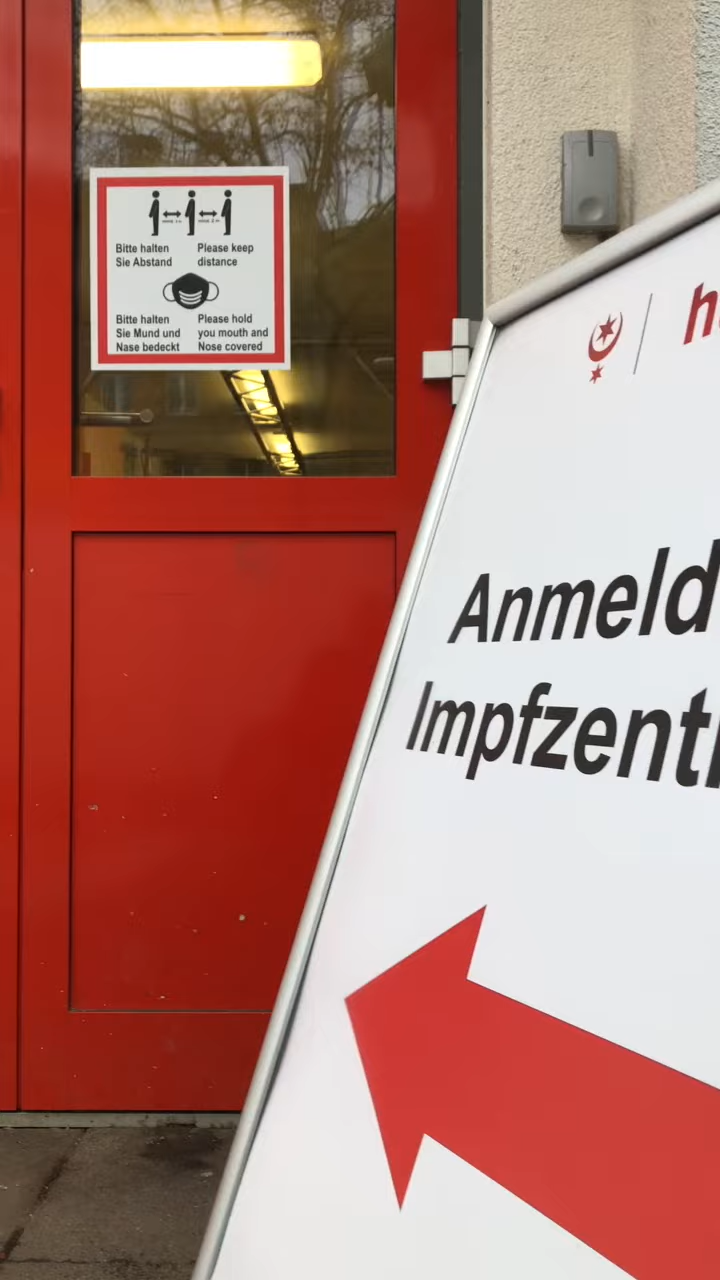 Bitte halten
Sie Abstand
Please keep
distance
Bitte halten
Sie Mund und
Nase bedeckt
Please hold
you mouth and
Nose covered
h
Anmeld
Impfzent